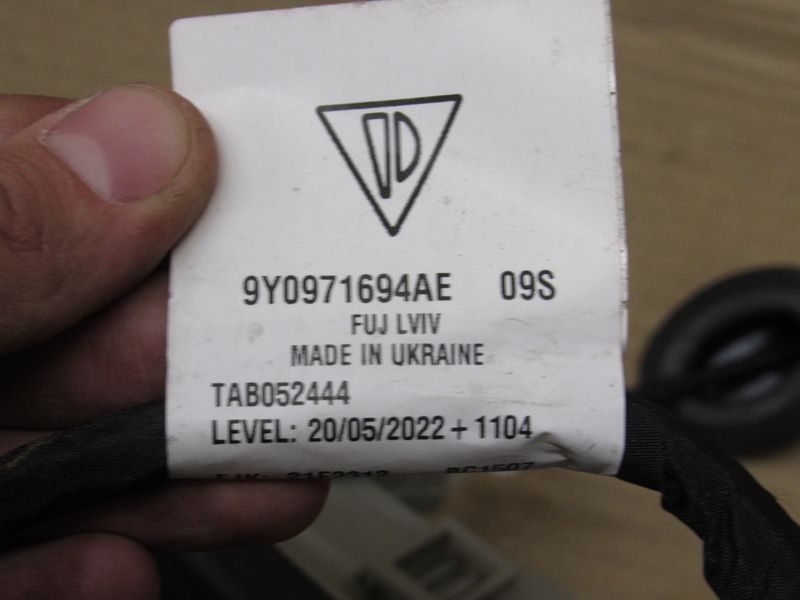 9Y0971694AE 09S
FUJ LVIV
MADE IN UKRAINE
TAB052444
LEVEL: 20/05/2022 + 1104